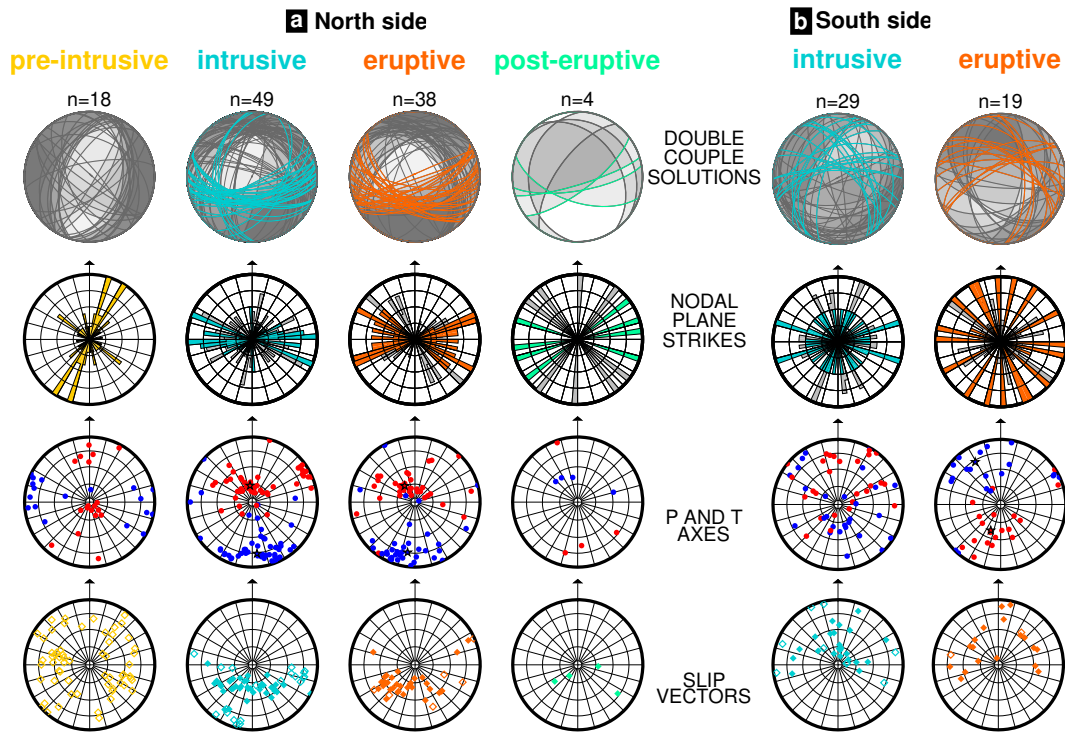 a North side
b South side
pre-intrusive
intrusive
eruptive
post-eruptive
intrusive
eruptive
n=18
n=49
n=38
n=4
n=29
n=19
DOUBLE
COUPLE
SOLUTIONS
NODAL
PLANE
STRIKES
P AND T
AXES
SLIP
VECTORS